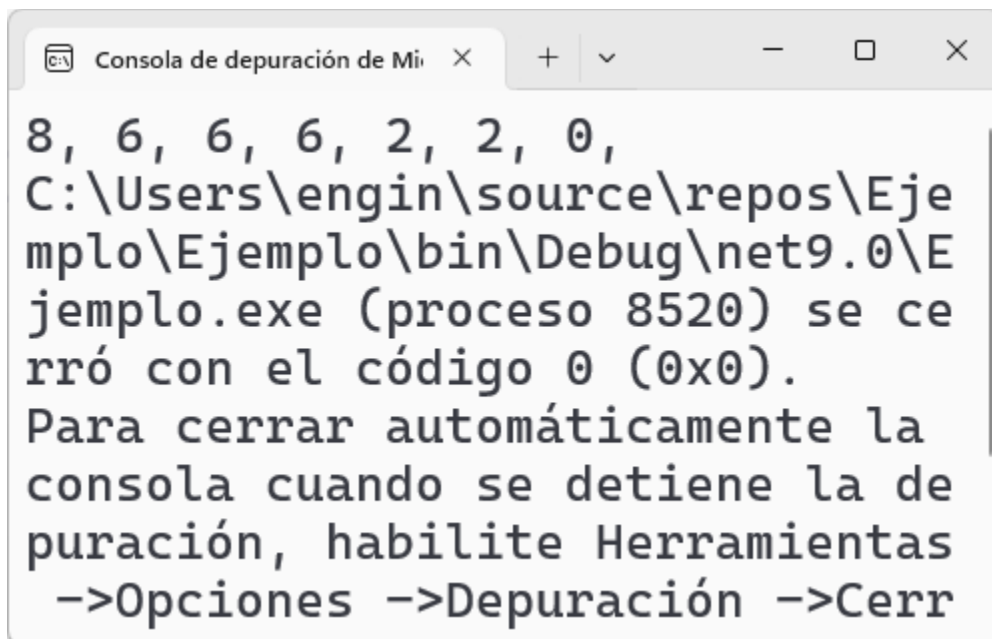 Consola de depuración de Mi
8, 6, 6, 6, 2, 2, 0,
C:\Users\engin\source\repos\Eje
mplo\Ejemplo\bin\Debug\net9.0\E
jemplo.exe (proceso 8520) se ce
rró con el código 0 (0x0).
Para cerrar automáticamente la
consola cuando se detiene la de
puración, habilite Herramientas
->Opciones ->Depuración ->Cerr